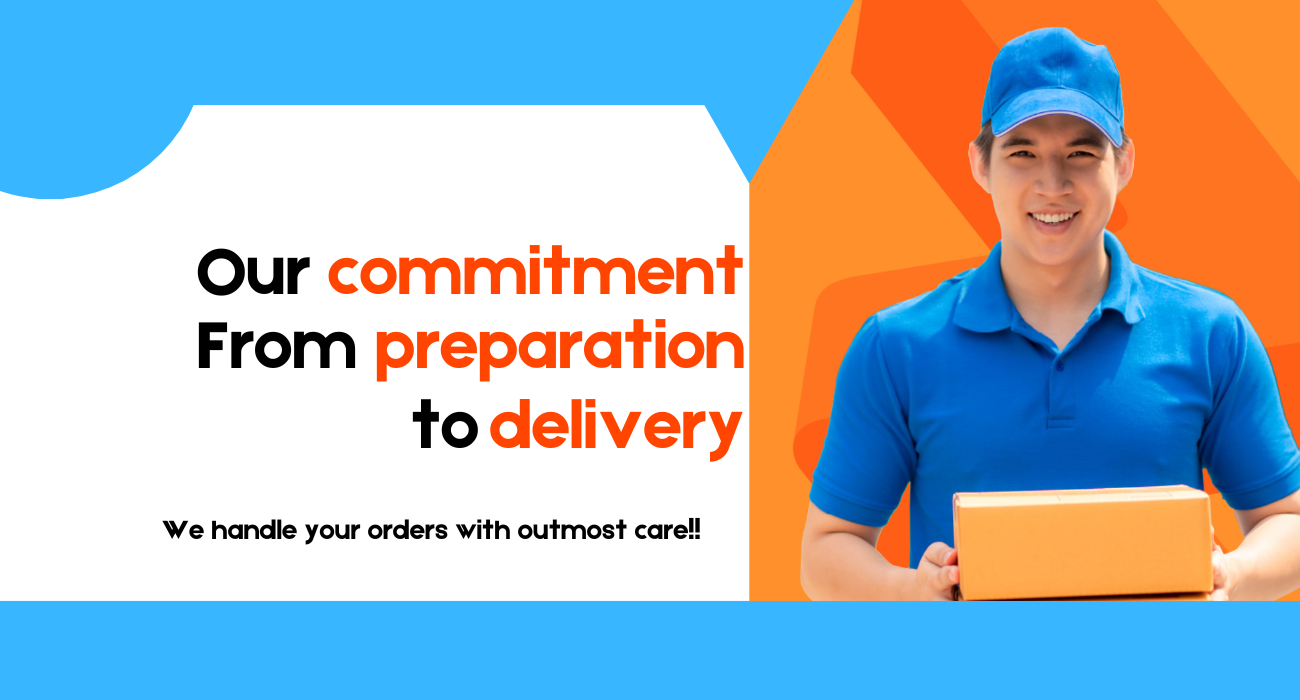 Our commitment
From preparation
to delivery
We handle your orders with outmost care!!